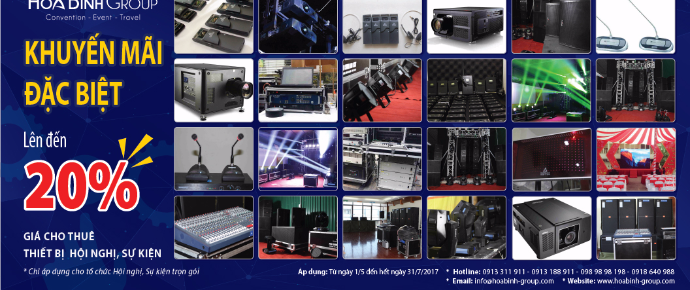 HOA BINH GROUP
Convention - Event - Travel
KHUYẾN MÃI
ĐẶC BIỆT
Lên đến
20%
GIÁ CHO THUÊ
THIẾT BỊ HỘI NGHỊ, SỰ KIỆN
* Chỉ áp dụng cho tổ chức Hội nghị, Sự kiện trọn gói
Áp dụng: Từ ngày 1/5 đến hết ngày 31/7/2017 * Hotline: 0913 311 911 - 0913 188 911 - 098 98 98 198 - 0918 640 988
* Email: info@hoabinh-group.com * Website: www.hoabinh-group.com